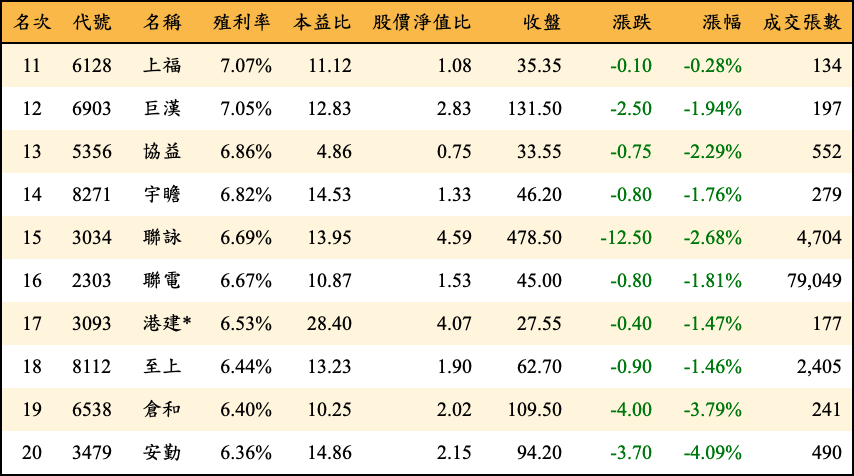 名次 代號 名稱 殖利率 本益比 股價淨值比 收盤 漲跌 漲幅 成交張數
11 6128 上福 7.07% 11.12 1.08 35.35 -0.10 -0.28% 134
12 6903 巨漢 7.05% 12.83 2.83 131.50 -2.50 -1.94% 197
13 5356 協益 6.86% 4.86 0.75 33.55 -0.75 -2.29% 552
14 8271 宇瞻 6.82% 14.53 1.33 46.20 -0.80 -1.76% 279
15 3034 聯詠 6.69% 13.95 4.59 478.50 -12.50 -2.68% 4,704
16 2303 聯電 6.67% 10.87 1.53 45.00 -0.80 -1.81% 79,049
17 3093 港建* 6.53% 28.40 4.07 27.55 -0.40 -1.47% 177
18 8112 至上 6.44% 13.23 1.90 62.70 -0.90 -1.46% 2,405
19 6538 倉和 6.40% 10.25 2.02 109.50 -4.00 -3.79% 241
20 3479 安勤 6.36% 14.86 2.15 94.20 -3.70 -4.09% 490